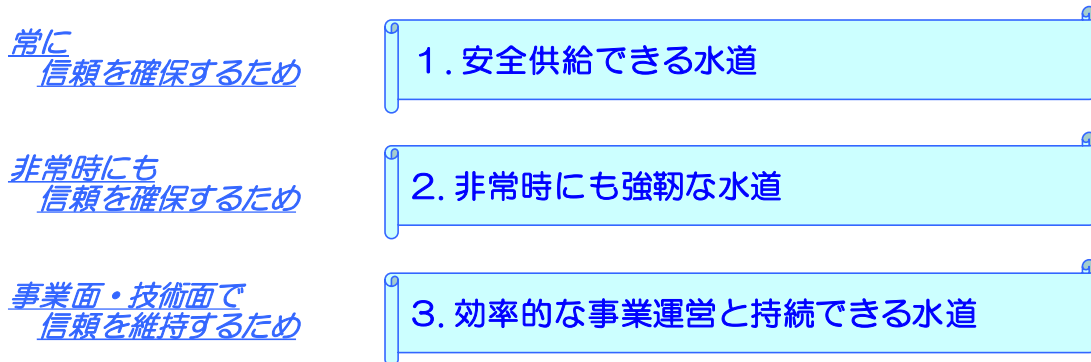 常に
信頼を確保するため
１.安全供給できる水道
非常時にも
信頼を確保するため
２.非常時にも強靭な水道
事業面・技術面で
信頼を維持するため
３.効率的な事業運営と持続できる水道